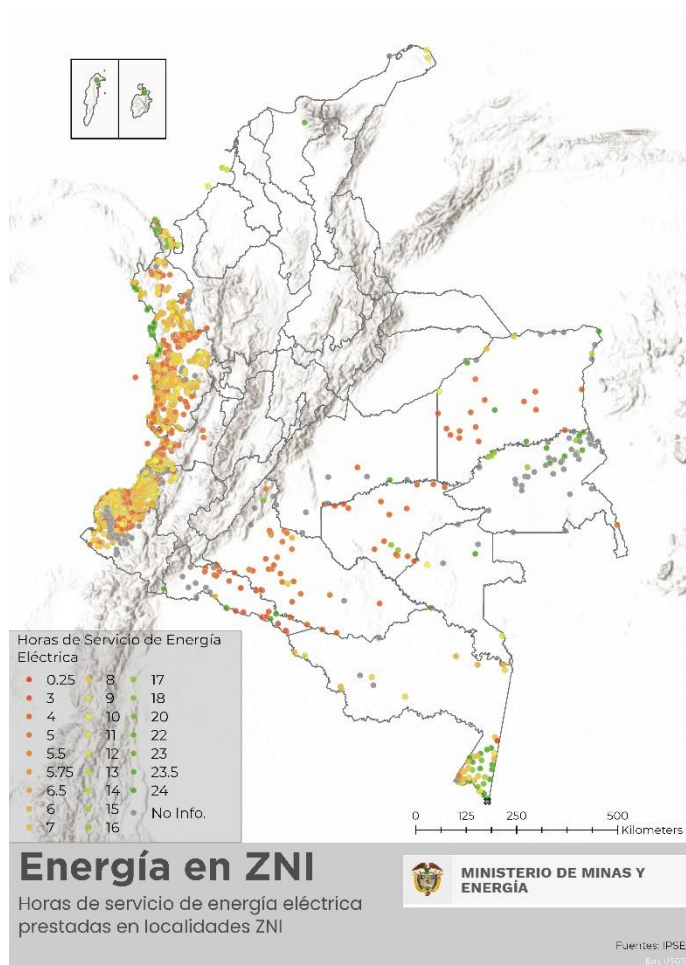 Horas de Servicio de Energía
Eléctrica
0.25
3
4
5
5.5
5.75
6.5
6
7
8
9
10
11
12
13
14
15
16
17
18
20
22
23
23.5
24
No Info.
0 125 250 500
Kilometers
Energía en ZNI
Horas de servicio de energía eléctrica
prestadas en localidades ZNI
MINISTERIO DE MINAS Y
ENERGÍA
Fuentes: IPSE
Esri, USGS